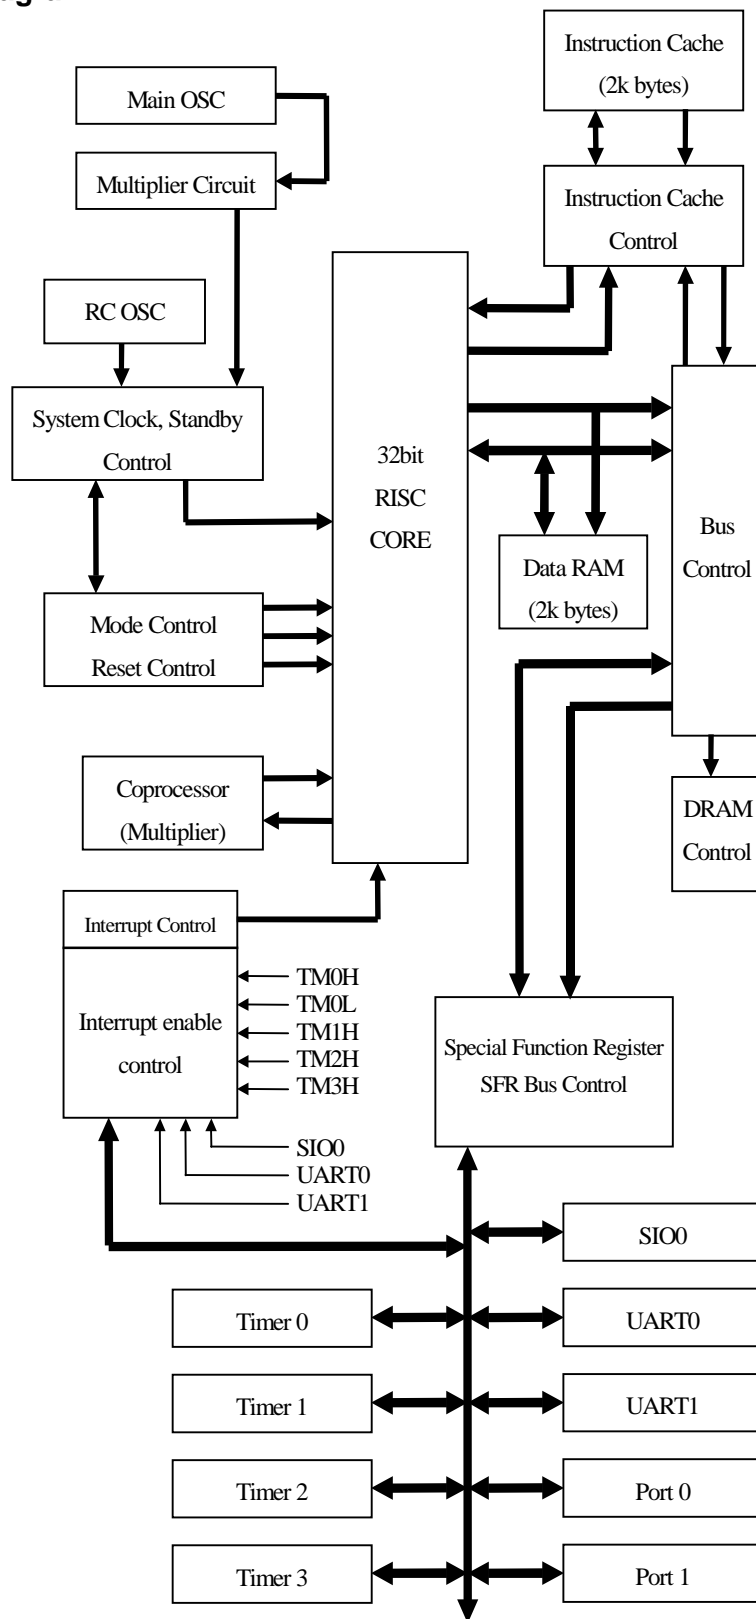 Instruction Cache
(2k bytes)
Main OSC
Multiplier Circuit
Instruction Cache
Control
RC OSC
System Clock, Standby
Control
32bit
RISC
CORE
Bus
Control
Data RAM
(2k bytes)
Mode Control
Reset Control
Coprocessor
(Multiplier)
DRAM
Control
Interrupt Control
Interrupt enable
control
TM0H
TM0L
TM1H
TM2H
TM3H
SIO0
UART0
UART1
Special Function Register
SFR Bus Control
SIO0
Timer 0
UART0
Timer 1
UART1
Timer 2
Port 0
Timer 3
Port 1